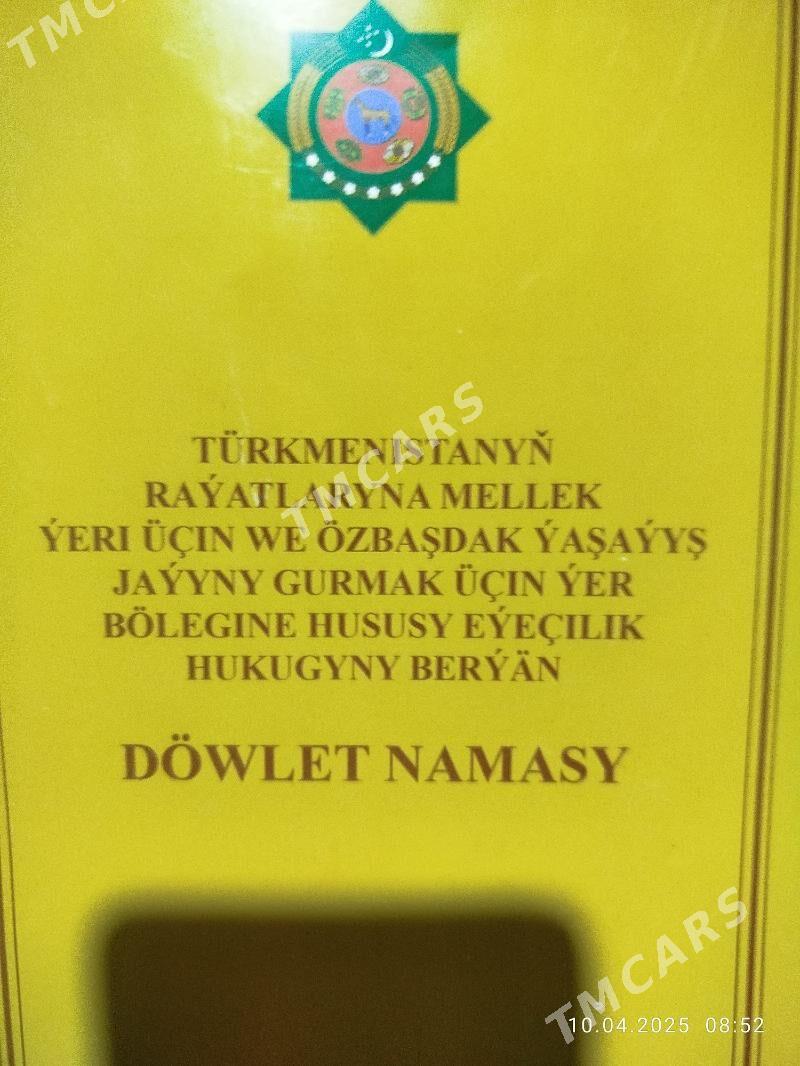 TMCARS
TÜRKMENISTANYŇ
RAÝATLARYNA MELLEK
TMCARS
ÝERI ÜÇIN WE ÖZBAŞDAK ÝAŞAÝYŞ
JAÝYNY GURMAK ÜÇIN ÝER
BÖLEGINE HUSUSY EÝEÇILIK
HUKUGYNY BERÝÄN
DÖWLET NAMASY
TMCARS
10.04.2025 08:52